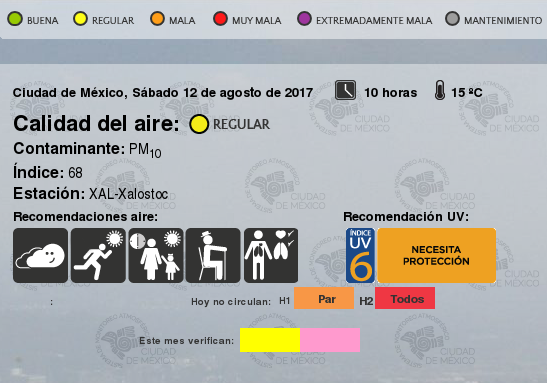 BUENA REGULAR MALA MUY MALA EXTREMADAMENTE MALA MANTENIMIENTO
Ciudad de México, Sábado 12 de agosto de 2017 10 horas 15 ºC
Calidad del aire: REGULAR
Contaminante: PM10
Índice: 68
Estación: XAL-Xalostoc
Recomendaciones aire: Recomendación UV:
ÍNDICE UV 6 NECESITA PROTECCIÓN
: Hoy no circulan: H1 Par H2 Todos
Este mes verifican: